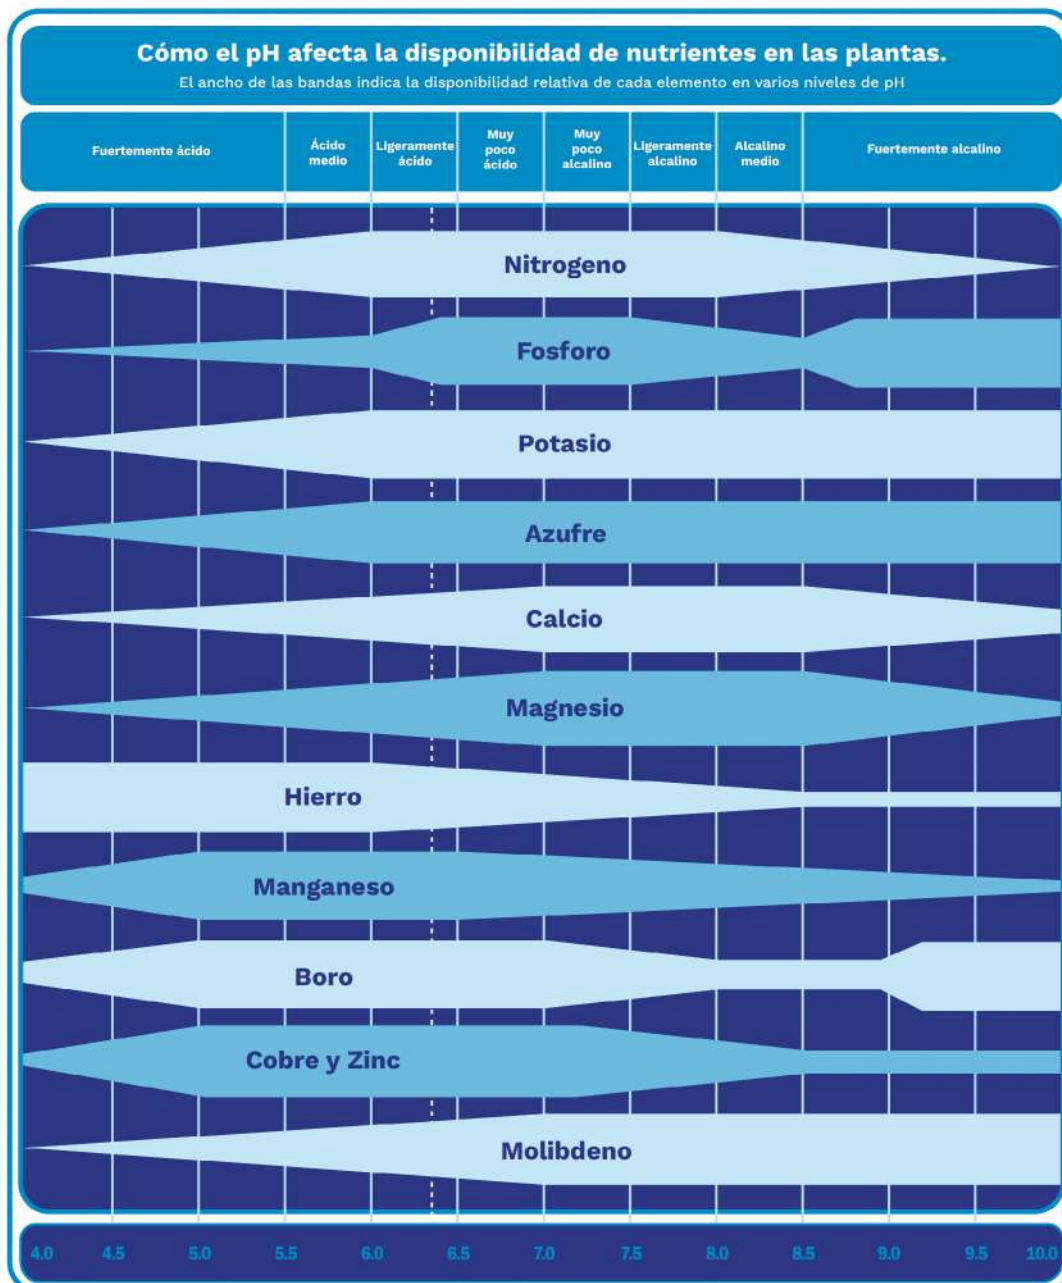 Cómo el pH afecta la disponibilidad de nutrientes en las plantas.
El ancho de las bandas indica la disponibilidad relativa de cada elemento en varios niveles de pH
Fuertemente ácido
Ácido
medio
Ligeramente
ácido
Muy
poco
ácido
Muy
poco
alcalino
Ligeramente
alcalino
Alcalino
medio
Fuertemente alcalino
Nitrogeno
Fosforo
Potasio
Azufre
Calcio
Magnesio
Hierro
Manganeso
Boro
Cobre y Zinc
Molibdeno
4.0 4.5 5.0 5.5 6.0 6.5 7.0 7.5 8.0 8.5 9.0 9.5 10.0